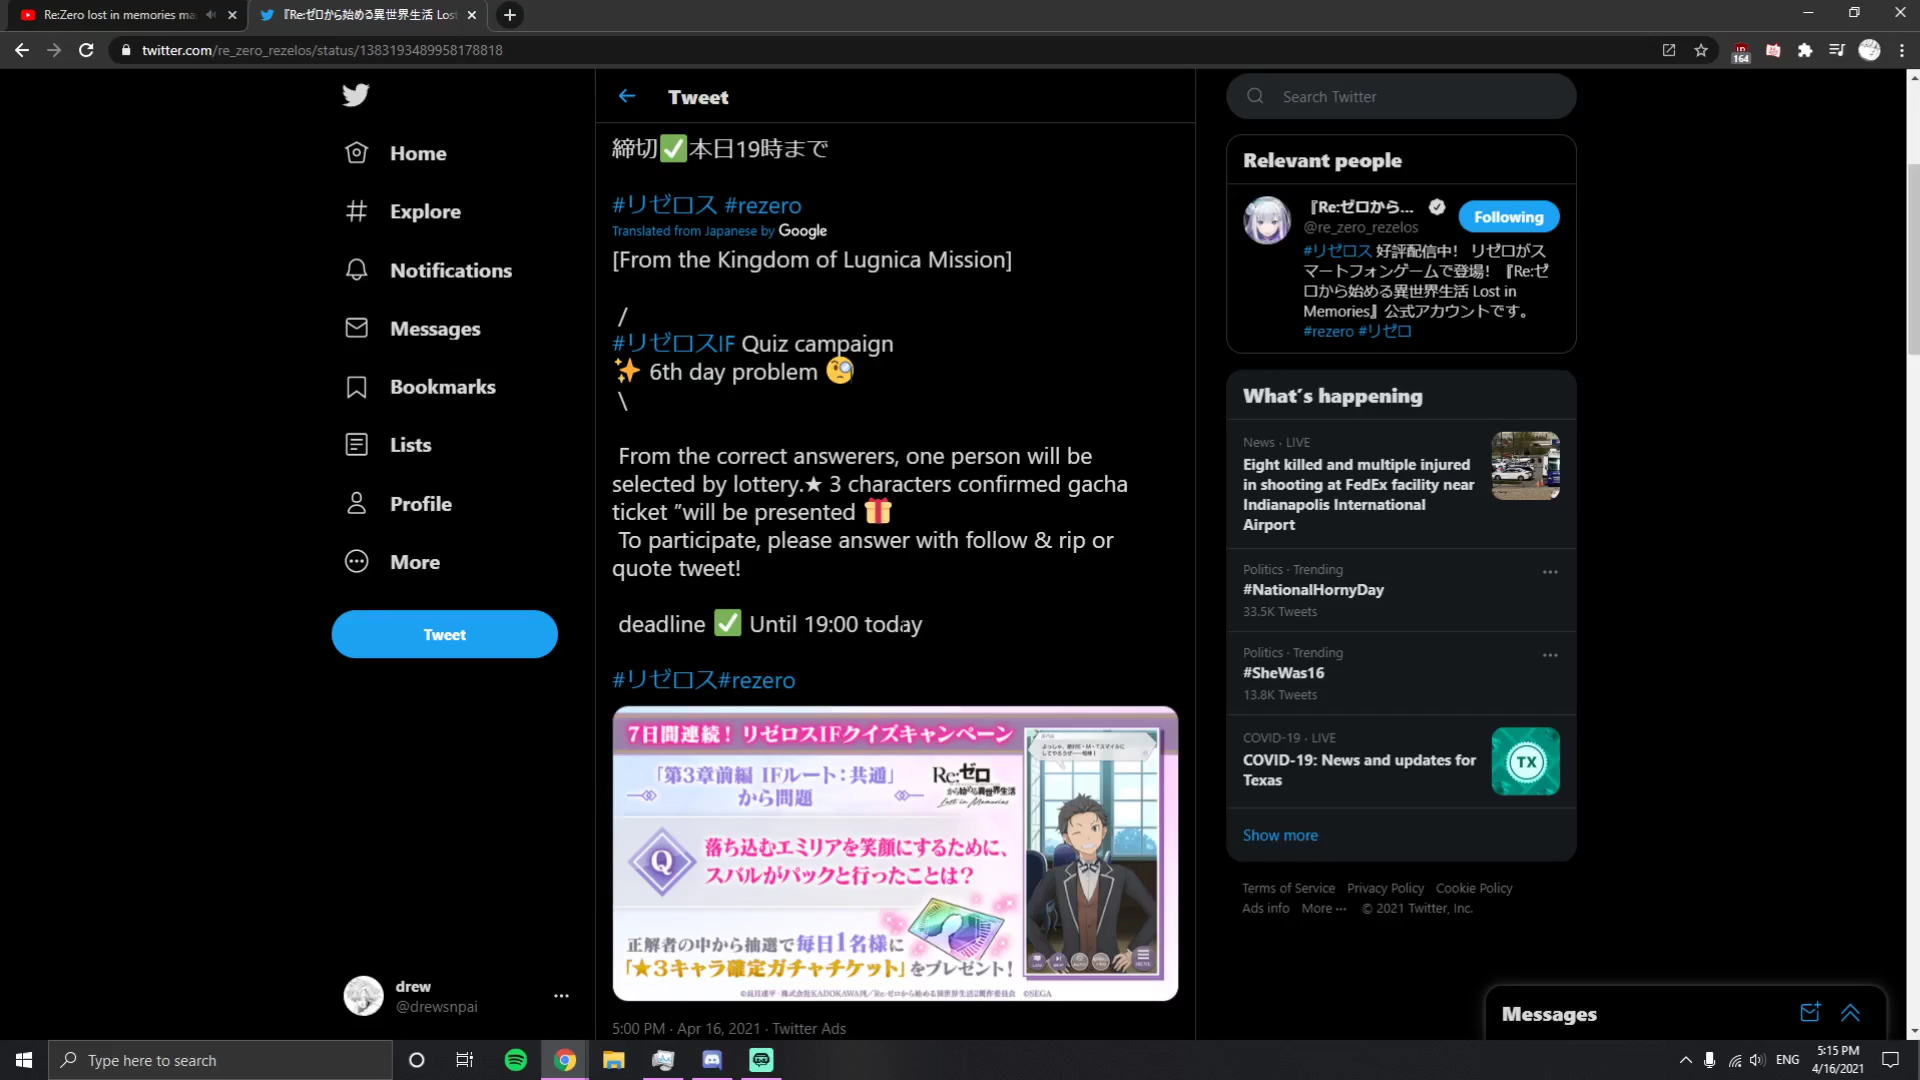 Re:Zero lost in memories ma
『Re:ゼロから始める異世界生活 Lost
twitter.com/re_zero_rezelos/status/1383193489958178818
164
Home
Explore
Notifications
Messages
Bookmarks
Lists
Profile
More
Tweet
drew
@drewsnpai
Tweet
締切✅本日19時まで
#リゼロス #rezero
Translated from Japanese by Google
[From the Kingdom of Lugnica Mission]
/
#リゼロスIF Quiz campaign
✨ 6th day problem 🧐
\
From the correct answerers, one person will be
selected by lottery.★ 3 characters confirmed gacha
ticket ”will be presented 🎁
To participate, please answer with follow & rip or
quote tweet!
deadline ✅ Until 19:00 today
#リゼロス#rezero
7日間連続！リゼロスIFクイズキャンペーン
「第3章前編 IFルート：共通」
から問題
Re:ゼロ
から始める異世界生活
Lost in Memories
Q
落ち込むエミリアを笑顔にするために、
スバルがパックと行ったことは？
正解者の中から抽選で毎日1名様に
「★3キャラ確定ガチャチケット」をプレゼント！
MENU
©SEGA
5:00 PM · Apr 16, 2021 · Twitter Ads
Search Twitter
Relevant people
『Re:ゼロから...
@re_zero_rezelos
Following
#リゼロス 好評配信中！ リゼロがス
マートフォンゲームで登場！『Re:ゼ
ロから始める異世界生活 Lost in
Memories』公式アカウントです。
#rezero #リゼロ
What's happening
News · LIVE
Eight killed and multiple injured
in shooting at FedEx facility near
Indianapolis International
Airport
Politics · Trending
#NationalHornyDay
33.5K Tweets
Politics · Trending
#SheWas16
13.8K Tweets
COVID-19 · LIVE
COVID-19: News and updates for
Texas
TX
Show more
Terms of Service Privacy Policy Cookie Policy
Ads info More ··· © 2021 Twitter, Inc.
Messages
Type here to search
ENG
5:15 PM
4/16/2021